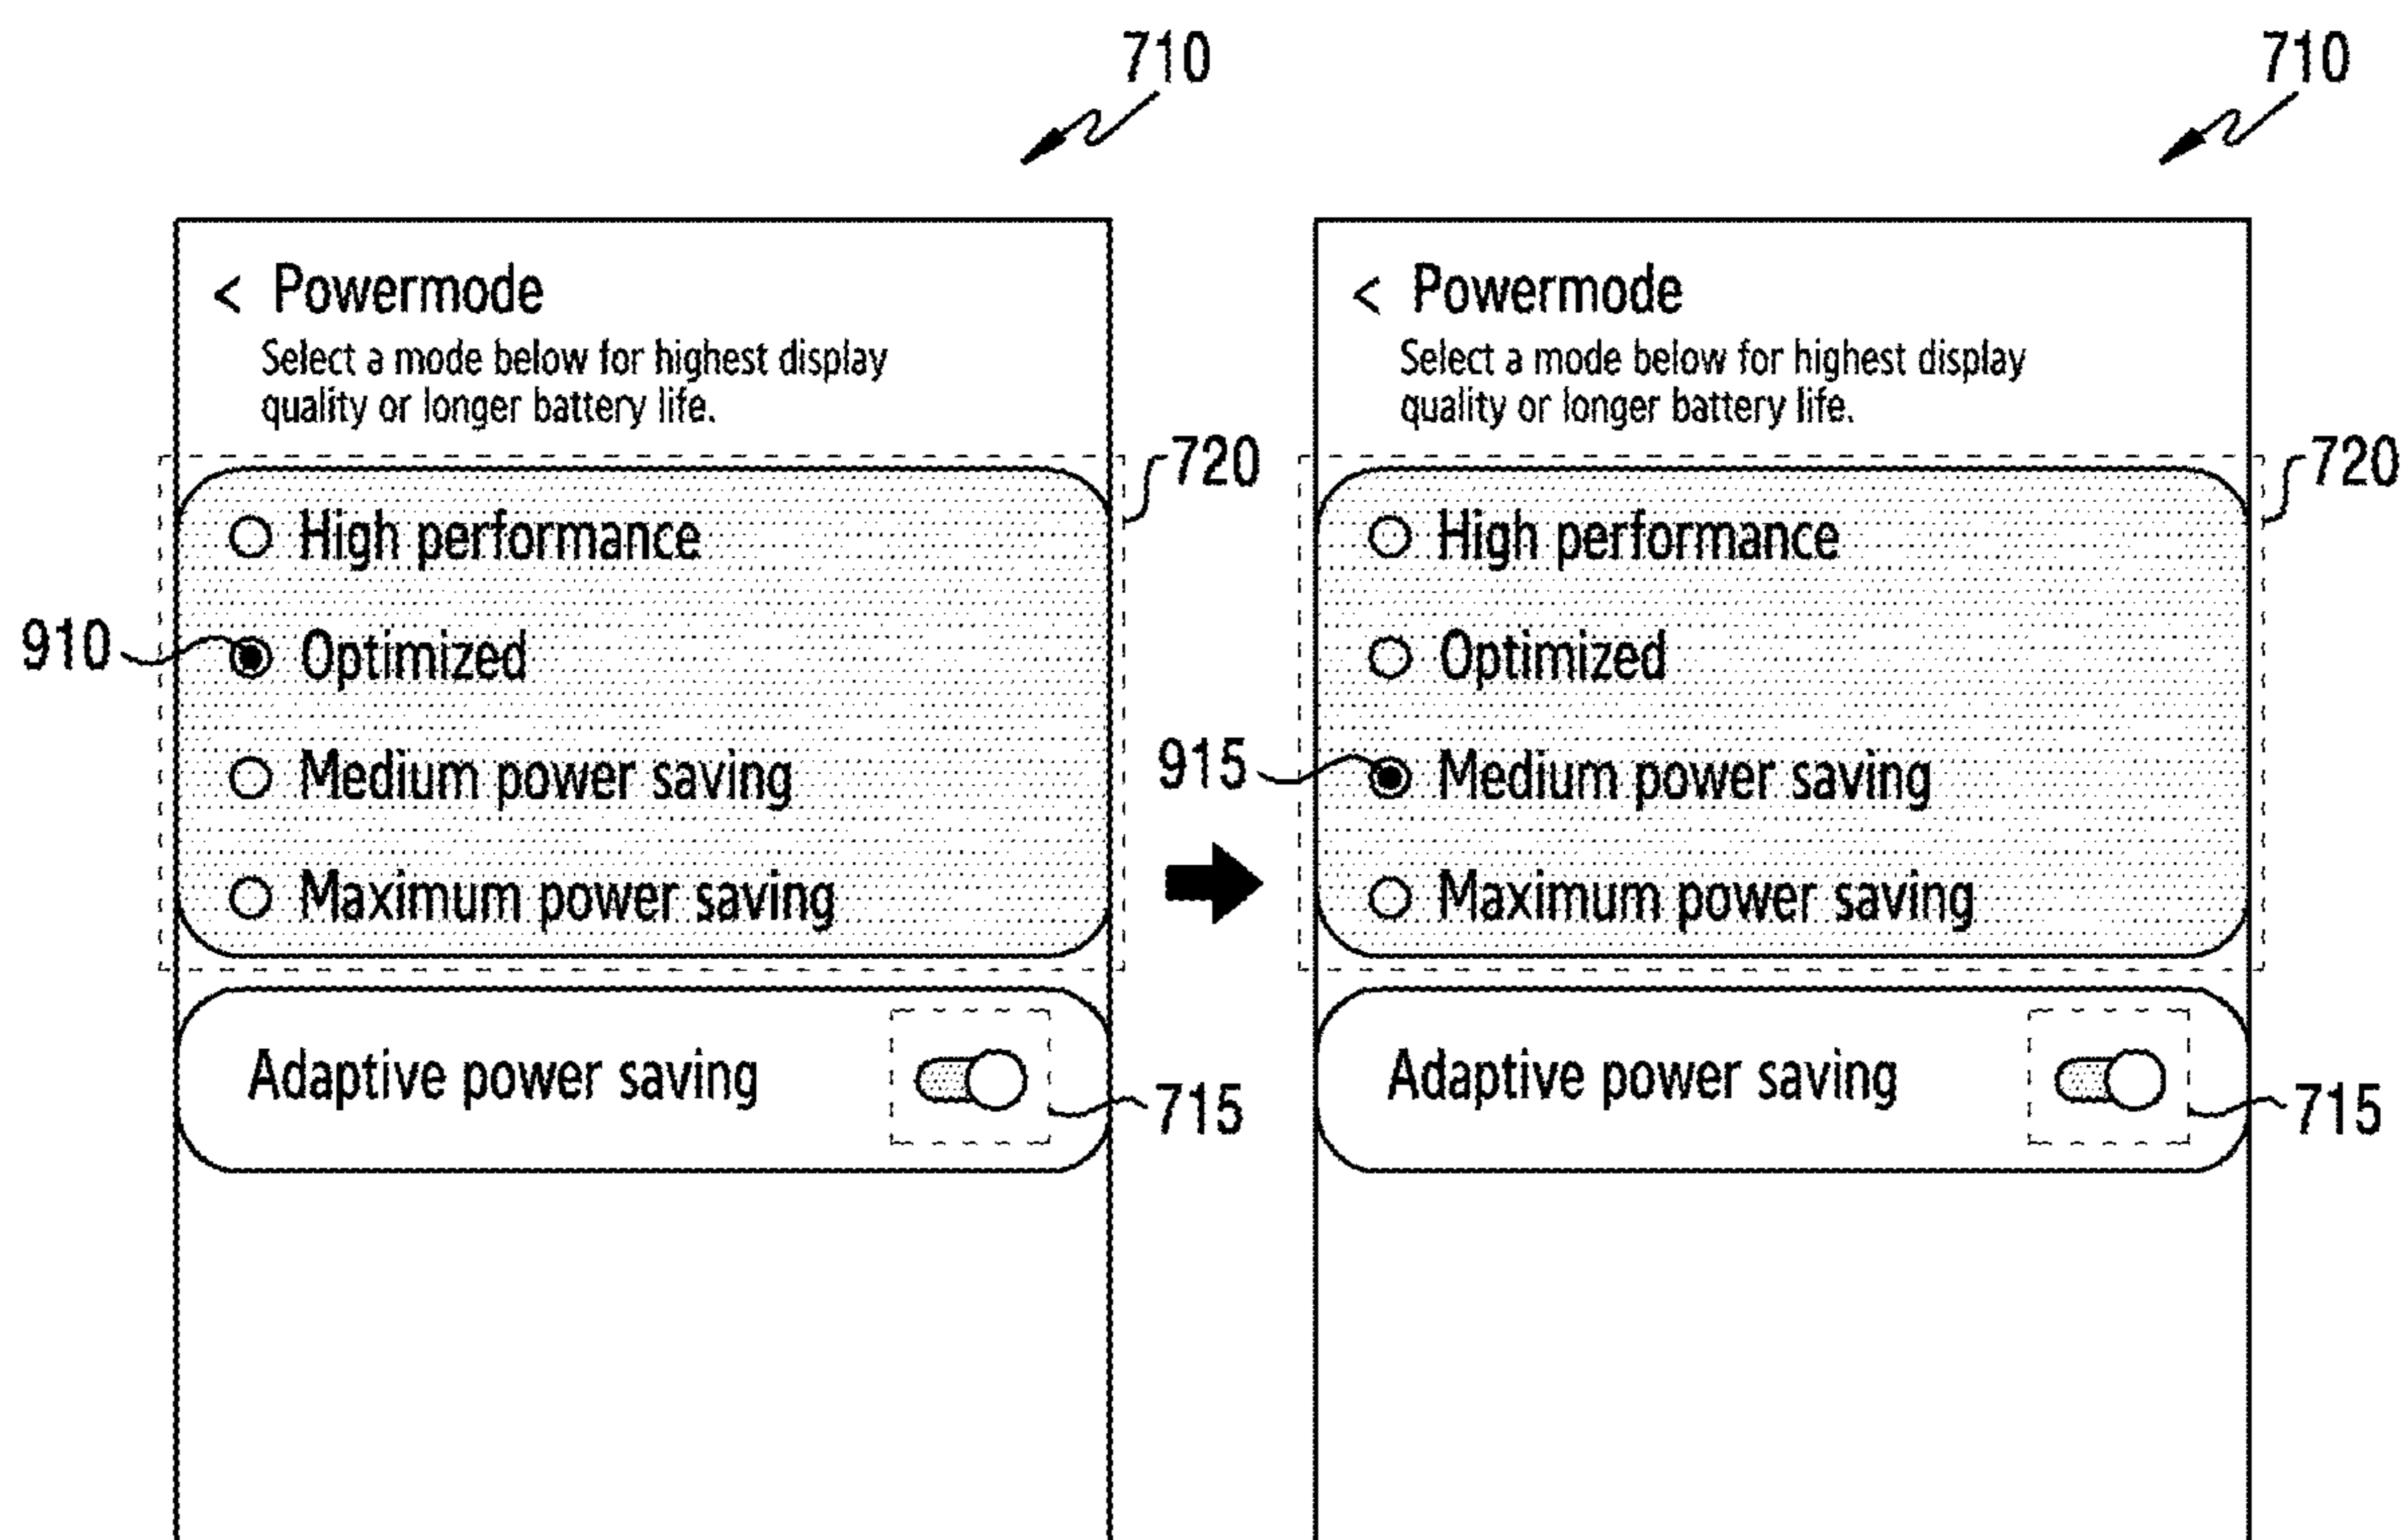 710
< Powermode
Select a mode below for highest display
quality or longer battery life.
720
High performance
910
Optimized
Medium power saving
Maximum power saving
Adaptive power saving
715
710
< Powermode
Select a mode below for highest display
quality or longer battery life.
720
High performance
Optimized
915
Medium power saving
Maximum power saving
Adaptive power saving
715